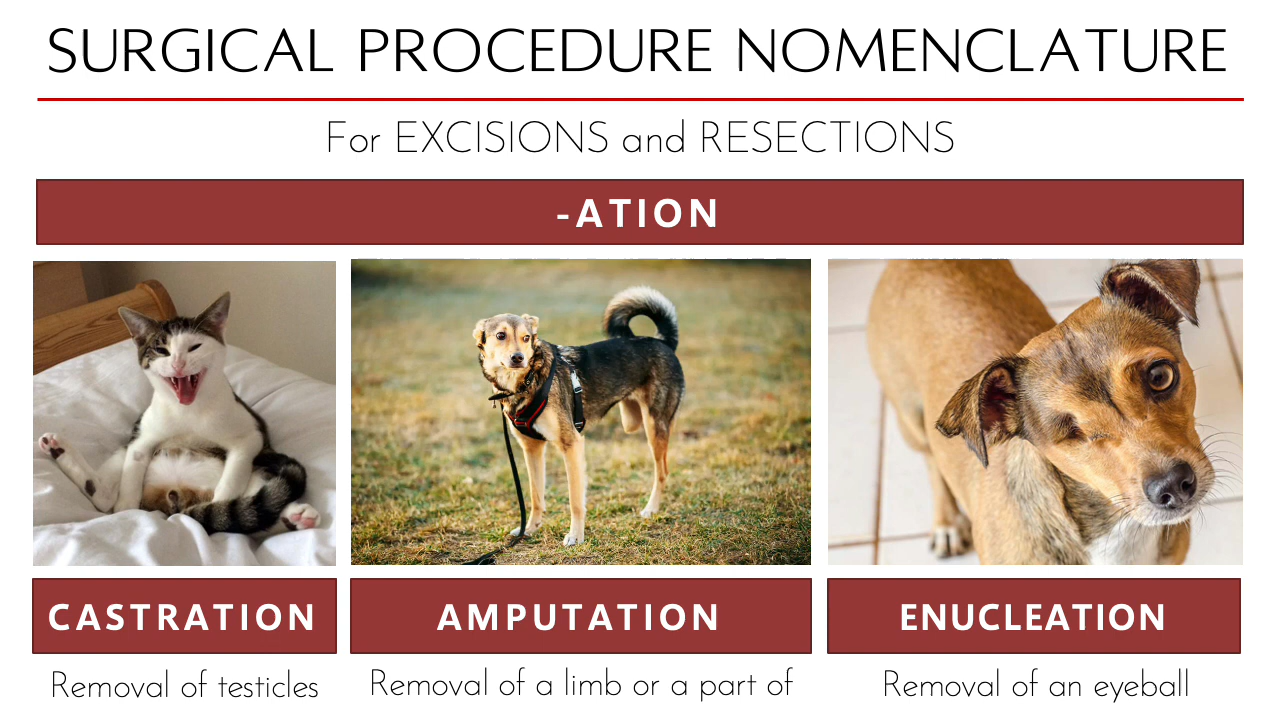 SURGICAL PROCEDURE NOMENCLATURE
For EXCISIONS and RESECTIONS
-ATION
CASTRATION
AMPUTATION
ENUCLEATION
Removal of testicles
Removal of a limb or a part of
Removal of an eyeball